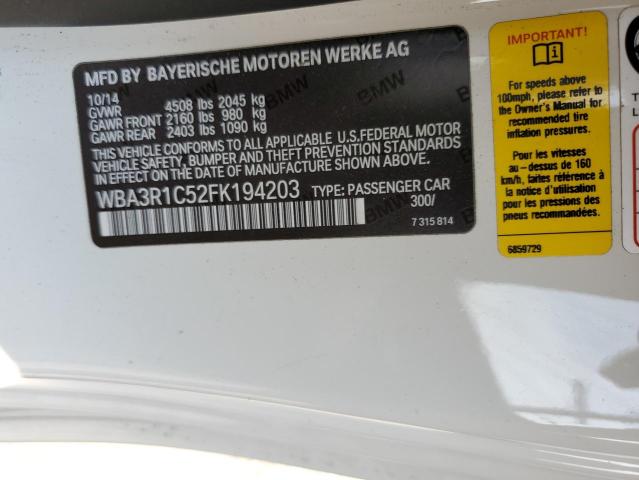 MFD BY BAYERISCHE MOTOREN WERKE AG
10/14
GVWR 4508 lbs 2045 kg
GAWR FRONT 2160 lbs 980 kg
GAWR REAR 2403 lbs 1090 kg
THIS VEHICLE CONFORMS TO ALL APPLICABLE U.S.FEDERAL MOTOR
VEHICLE SAFETY, BUMPER AND THEFT PREVENTION STANDARDS
IN EFFECT ON THE DATE OF MANUFACTURE SHOWN ABOVE.
WBA3R1C52FK194203 TYPE: PASSENGER CAR
300/
7 315 814
IMPORTANT!
For speeds above
100mph, please refer to
the Owner's Manual for
recommended tire
inflation pressures.
Pour les vitesses
au-dessus de 160
km/h, faites référence à
la notice d'utilisation
pour les pressions des
pneus recommandées.
6859729